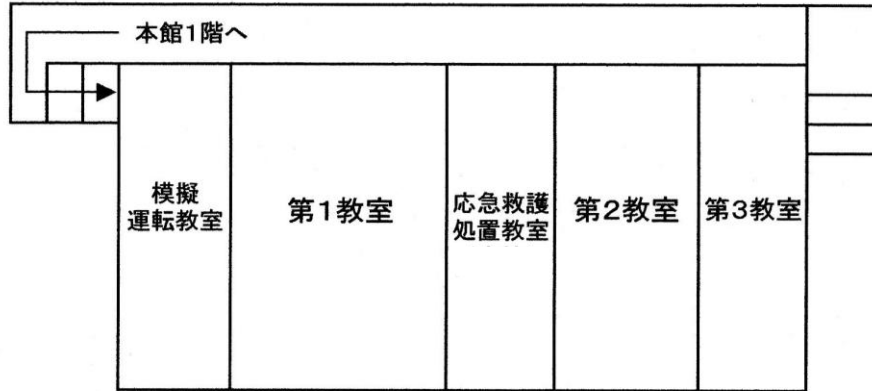 本館1階へ
模擬
運転教室
第1教室
応急救護
処置教室
第2教室
第3教室